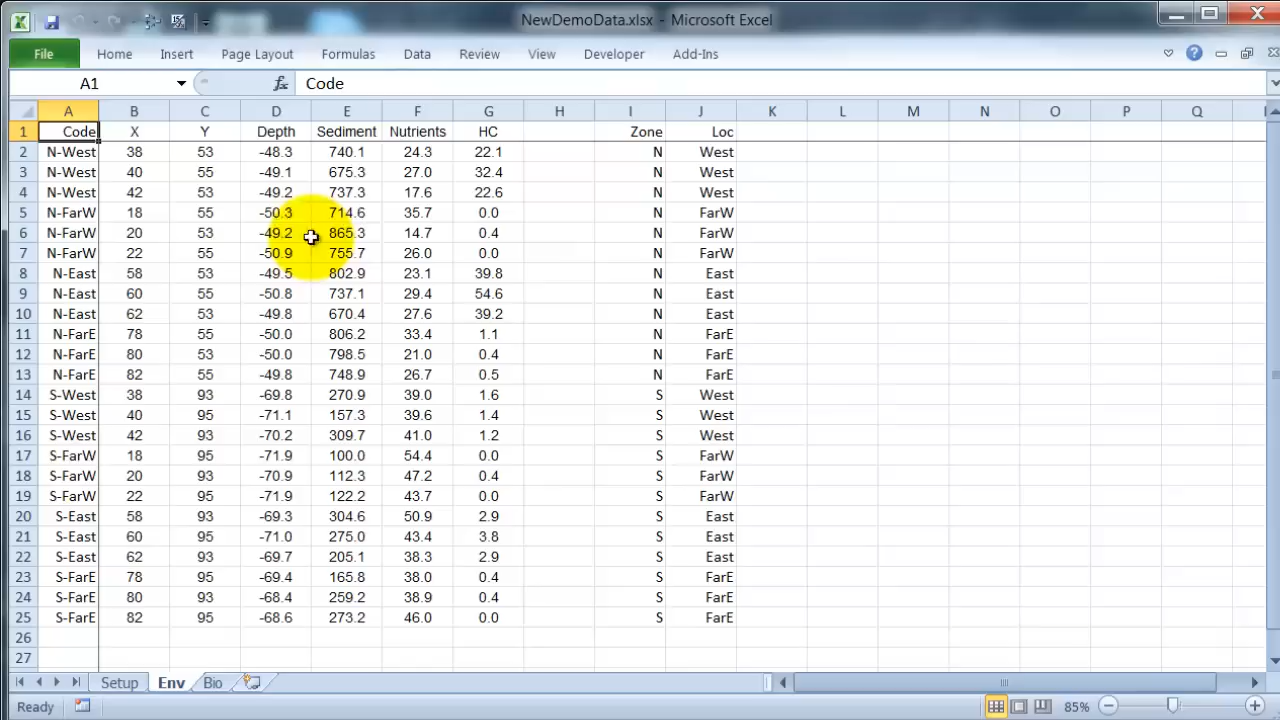 NewDemoData.xlsx - Microsoft Excel
File Home Insert Page Layout Formulas Data Review View Developer Add-Ins
A1 fx Code
A B C D E F G H I J K L M N O P Q
1 Code X Y Depth Sediment Nutrients HC Zone Loc
2 N-West 38 53 -48.3 740.1 24.3 22.1 N West
3 N-West 40 55 -49.1 675.3 27.0 32.4 N West
4 N-West 42 53 -49.2 737.3 17.6 22.6 N West
5 N-FarW 18 55 -50.3 714.6 35.7 0.0 N FarW
6 N-FarW 20 53 -49.2 865.3 14.7 0.4 N FarW
7 N-FarW 22 55 -50.9 755.7 26.0 0.0 N FarW
8 N-East 58 53 -49.5 802.9 23.1 39.8 N East
9 N-East 60 55 -50.8 737.1 29.4 54.6 N East
10 N-East 62 53 -49.8 670.4 27.6 39.2 N East
11 N-FarE 78 55 -50.0 806.2 33.4 1.1 N FarE
12 N-FarE 80 53 -50.0 798.5 21.0 0.4 N FarE
13 N-FarE 82 55 -49.8 748.9 26.7 0.5 N FarE
14 S-West 38 93 -69.8 270.9 39.0 1.6 S West
15 S-West 40 95 -71.1 157.3 39.6 1.4 S West
16 S-West 42 93 -70.2 309.7 41.0 1.2 S West
17 S-FarW 18 95 -71.9 100.0 54.4 0.0 S FarW
18 S-FarW 20 93 -70.9 112.3 47.2 0.4 S FarW
19 S-FarW 22 95 -71.9 122.2 43.7 0.0 S FarW
20 S-East 58 93 -69.3 304.6 50.9 2.9 S East
21 S-East 60 95 -71.0 275.0 43.4 3.8 S East
22 S-East 62 93 -69.7 205.1 38.3 2.9 S East
23 S-FarE 78 95 -69.4 165.8 38.0 0.4 S FarE
24 S-FarE 80 93 -68.4 259.2 38.9 0.4 S FarE
25 S-FarE 82 95 -68.6 273.2 46.0 0.0 S FarE
26
27
Setup Env Bio
Ready 85%